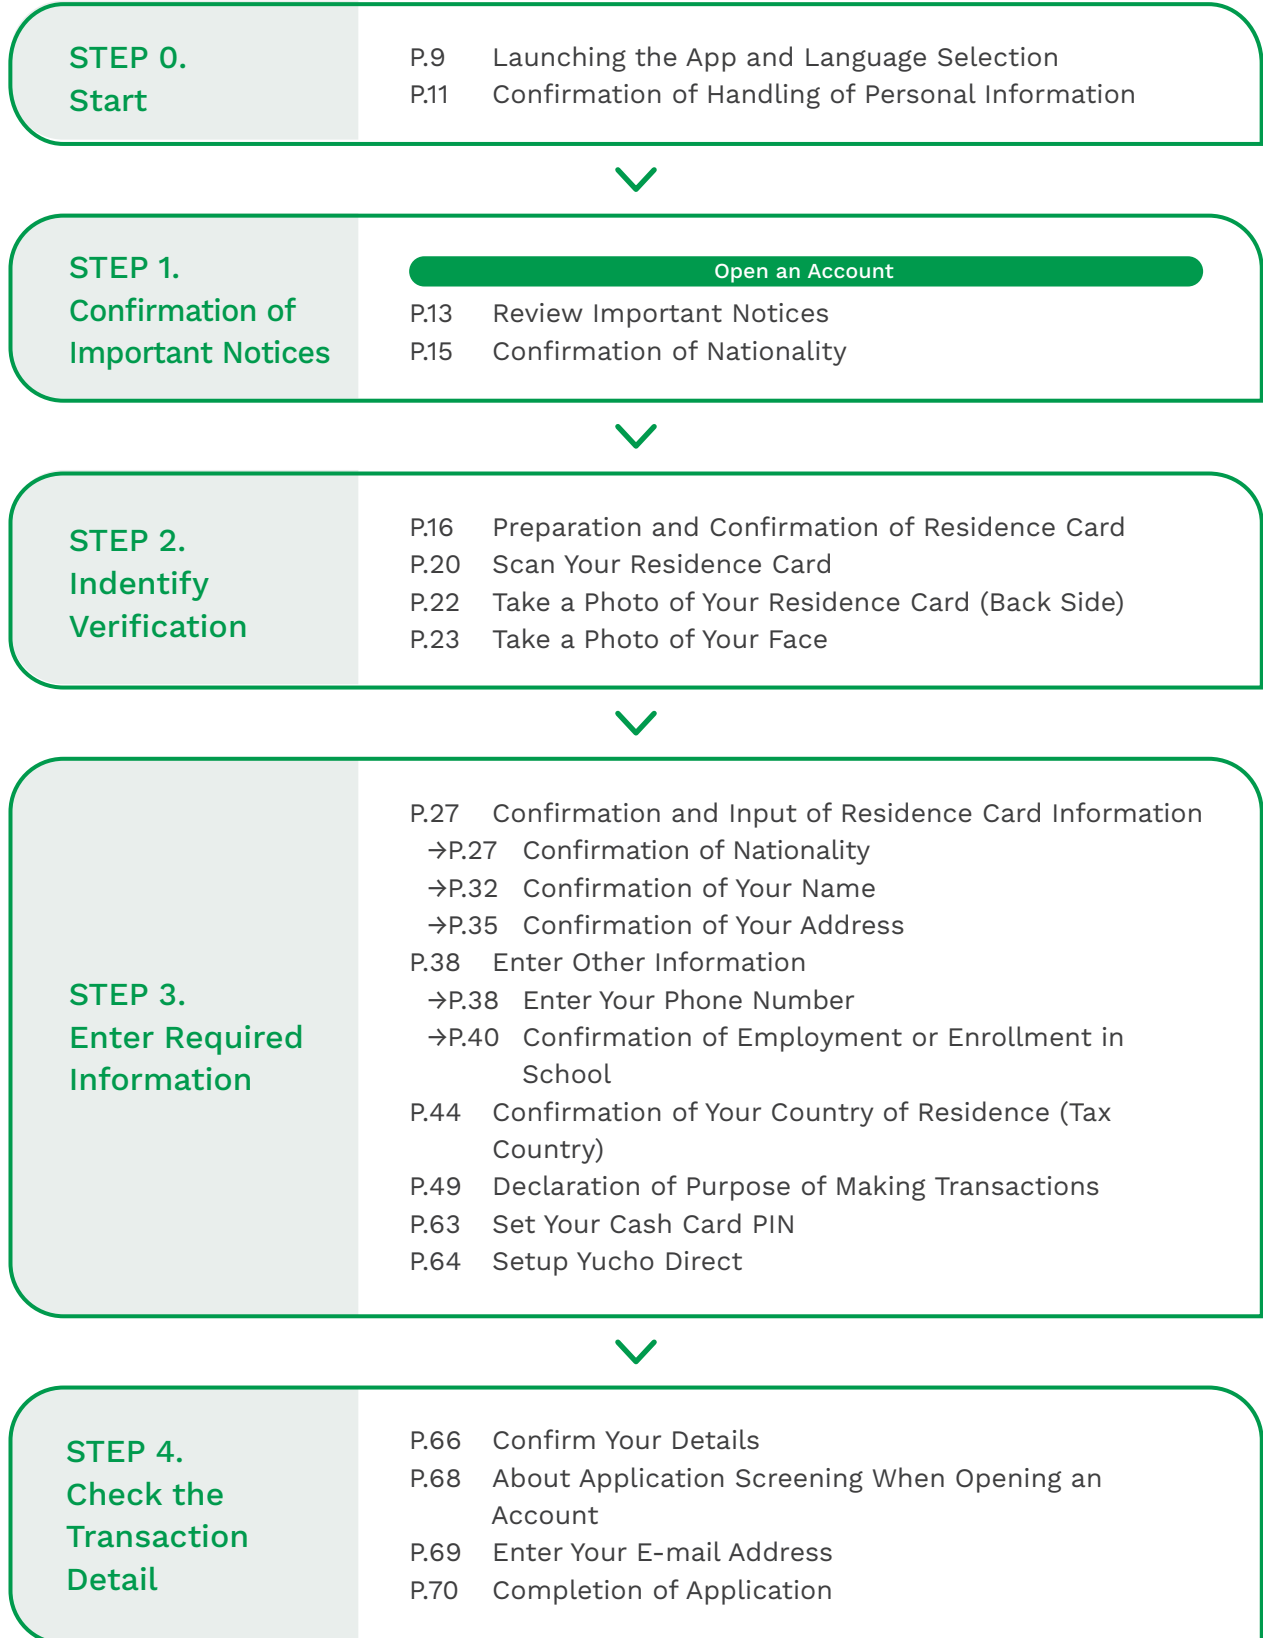 STEP 0.
Start
P.9 Launching the App and Language Selection
P.11 Confirmation of Handling of Personal Information
STEP 1.
Confirmation of
Important Notices
Open an Account
P.13 Review Important Notices
P.15 Confirmation of Nationality
STEP 2.
Indentify
Verification
P.16 Preparation and Confirmation of Residence Card
P.20 Scan Your Residence Card
P.22 Take a Photo of Your Residence Card (Back Side)
P.23 Take a Photo of Your Face
STEP 3.
Enter Required
Information
P.27 Confirmation and Input of Residence Card Information
→P.27 Confirmation of Nationality
→P.32 Confirmation of Your Name
→P.35 Confirmation of Your Address
P.38 Enter Other Information
→P.38 Enter Your Phone Number
→P.40 Confirmation of Employment or Enrollment in
School
P.44 Confirmation of Your Country of Residence (Tax
Country)
P.49 Declaration of Purpose of Making Transactions
P.63 Set Your Cash Card PIN
P.64 Setup Yucho Direct
STEP 4.
Check the
Transaction
Detail
P.66 Confirm Your Details
P.68 About Application Screening When Opening an
Account
P.69 Enter Your E-mail Address
P.70 Completion of Application